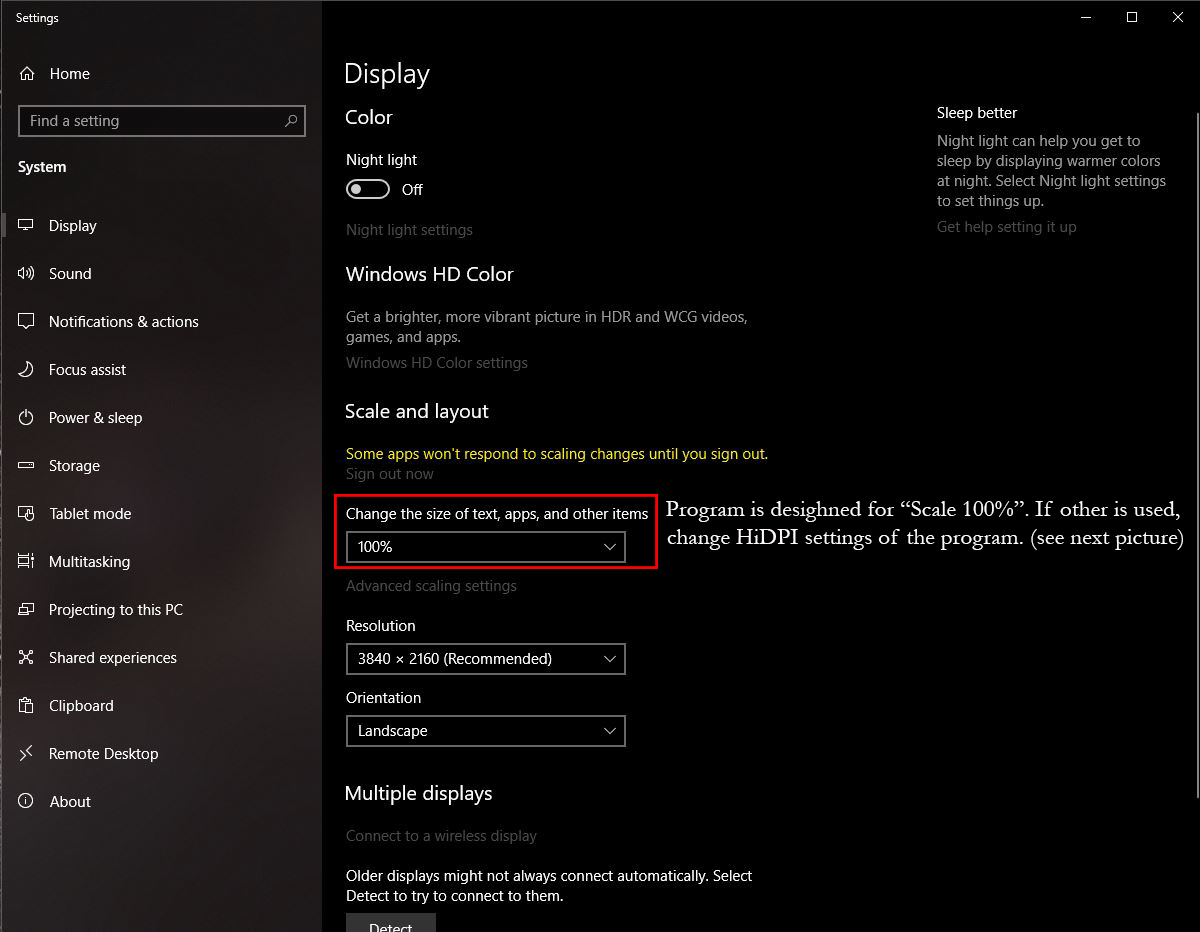 Settings
Home
Find a setting
System
Display
Sound
Notifications & actions
Focus assist
Power & sleep
Storage
Tablet mode
Multitasking
Projecting to this PC
Shared experiences
Clipboard
Remote Desktop
About
Display
Color
Night light
Off
Night light settings
Windows HD Color
Get a brighter, more vibrant picture in HDR and WCG videos,
games, and apps.
Windows HD Color settings
Scale and layout
Some apps won't respond to scaling changes until you sign out.
Sign out now
Change the size of text, apps, and other items
100%
Program is desighned for “Scale 100%”. If other is used,
change HiDPI settings of the program. (see next picture)
Advanced scaling settings
Resolution
3840 × 2160 (Recommended)
Orientation
Landscape
Multiple displays
Connect to a wireless display
Older displays might not always connect automatically. Select
Detect to try to connect to them.
Detect
Sleep better
Night light can help you get to
sleep by displaying warmer colors
at night. Select Night light settings
to set things up.
Get help setting it up